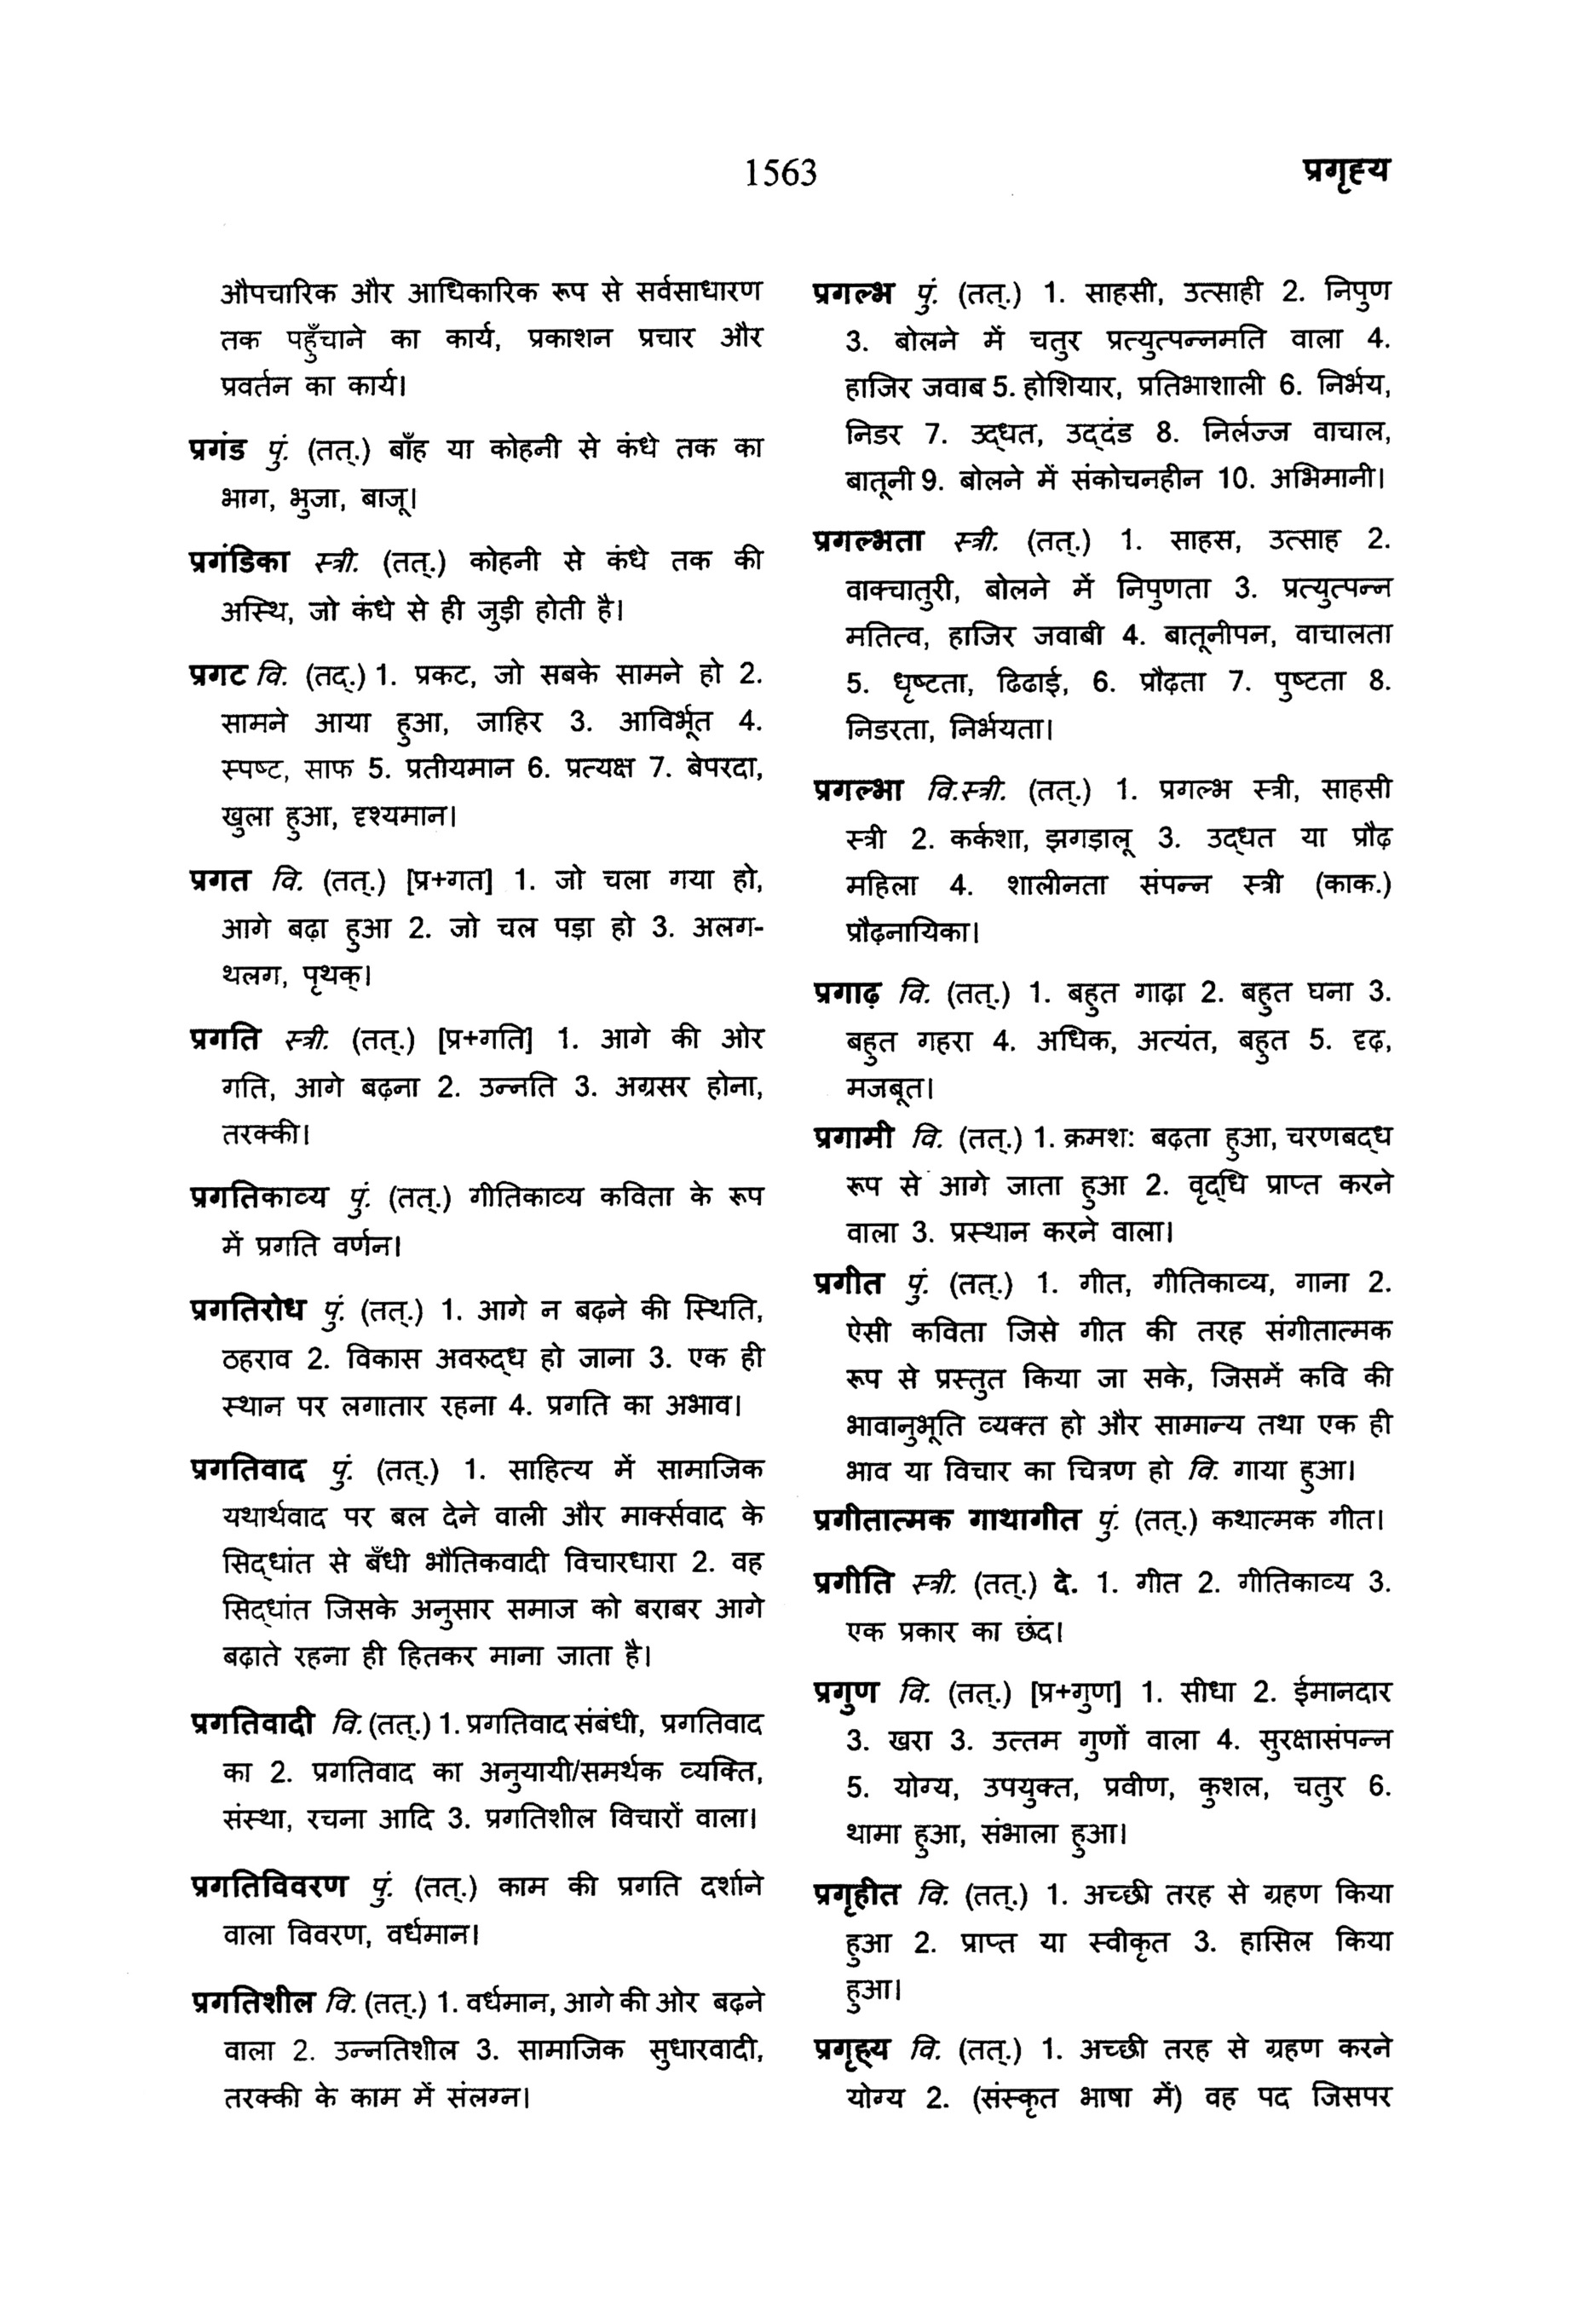 1563
प्रगृह्य
औपचारिक और आधिकारिक रूप से सर्वसाधारण
तक पहुँचाने का कार्य, प्रकाशन प्रचार और
प्रवर्तन का कार्य।
प्रगंड पुं. (तत्.) बाँह या कोहनी से कंधे तक का
भाग, भुजा, बाजू।
प्रगंडिका स्त्री. (तत्.) कोहनी से कंधे तक की
अस्थि, जो कंधे से ही जुड़ी होती है।
प्रगट वि. (तद्.) 1. प्रकट, जो सबके सामने हो 2.
सामने आया हुआ, जाहिर 3. आविर्भूत 4.
स्पष्ट, साफ 5. प्रतीयमान 6. प्रत्यक्ष 7. बेपरदा,
खुला हुआ, दृश्यमान।
प्रगत वि. (तत्.) [प्र+गत] 1. जो चला गया हो,
आगे बढ़ा हुआ 2. जो चल पड़ा हो 3. अलग-
थलग, पृथक्।
प्रगति स्त्री. (तत्.) [प्र+गति] 1. आगे की ओर
गति, आगे बढ़ना 2. उन्नति 3. अग्रसर होना,
तरक्की।
प्रगतिकाव्य पुं. (तत्.) गीतिकाव्य कविता के रूप
में प्रगति वर्णन।
प्रगतिरोध पुं. (तत्.) 1. आगे न बढ़ने की स्थिति,
ठहराव 2. विकास अवरुद्ध हो जाना 3. एक ही
स्थान पर लगातार रहना 4. प्रगति का अभाव।
प्रगतिवाद पुं. (तत्.) 1. साहित्य में सामाजिक
यथार्थवाद पर बल देने वाली और मार्क्सवाद के
सिद्धांत से बँधी भौतिकवादी विचारधारा 2. वह
सिद्धांत जिसके अनुसार समाज को बराबर आगे
बढ़ाते रहना ही हितकर माना जाता है।
प्रगतिवादी वि. (तत्.) 1. प्रगतिवाद संबंधी, प्रगतिवाद
का 2. प्रगतिवाद का अनुयायी/समर्थक व्यक्ति,
संस्था, रचना आदि 3. प्रगतिशील विचारों वाला।
प्रगतिविवरण पुं. (तत्.) काम की प्रगति दर्शाने
वाला विवरण, वर्धमान।
प्रगतिशील वि. (तत्.) 1. वर्धमान, आगे की ओर बढ़ने
वाला 2. उन्नतिशील 3. सामाजिक सुधारवादी,
तरक्की के काम में संलग्न।
प्रगल्भ पुं. (तत्.) 1. साहसी, उत्साही 2. निपुण
3. बोलने में चतुर प्रत्युत्पन्नमति वाला 4.
हाजिर जवाब 5. होशियार, प्रतिभाशाली 6. निर्भय,
निडर 7. उद्धत, उद्दंड 8. निर्लज्ज वाचाल,
बातूनी 9. बोलने में संकोचनहीन 10. अभिमानी।
प्रगल्भता स्त्री. (तत्.) 1. साहस, उत्साह 2.
वाक्चातुरी, बोलने में निपुणता 3. प्रत्युत्पन्न
मतित्व, हाजिर जवाबी 4. बातूनीपन, वाचालता
5. धृष्टता, ढिढाई, 6. प्रौढ़ता 7. पुष्टता 8.
निडरता, निर्भयता।
प्रगल्भा वि.स्त्री. (तत्.) 1. प्रगल्भ स्त्री, साहसी
स्त्री 2. कर्कशा, झगड़ालू 3. उद्धत या प्रौढ़
महिला 4. शालीनता संपन्न स्त्री (काक.)
प्रौढ़नायिका।
प्रगाढ़ वि. (तत्.) 1. बहुत गाढ़ा 2. बहुत घना 3.
बहुत गहरा 4. अधिक, अत्यंत, बहुत 5. दृढ़,
मजबूत।
प्रगामी वि. (तत्.) 1. क्रमशः बढ़ता हुआ, चरणबद्ध
रूप से आगे जाता हुआ 2. वृद्धि प्राप्त करने
वाला 3. प्रस्थान करने वाला।
प्रगीत पुं. (तत्.) 1. गीत, गीतिकाव्य, गाना 2.
ऐसी कविता जिसे गीत की तरह संगीतात्मक
रूप से प्रस्तुत किया जा सके, जिसमें कवि की
भावानुभूति व्यक्त हो और सामान्य तथा एक ही
भाव या विचार का चित्रण हो वि. गाया हुआ।
प्रगीतात्मक गाथागीत पुं. (तत्.) कथात्मक गीत।
प्रगीति स्त्री. (तत्.) दे. 1. गीत 2. गीतिकाव्य 3.
एक प्रकार का छंद।
प्रगुण वि. (तत्.) [प्र+गुण] 1. सीधा 2. ईमानदार
3. खरा 3. उत्तम गुणों वाला 4. सुरक्षासंपन्न
5. योग्य, उपयुक्त, प्रवीण, कुशल, चतुर 6.
थामा हुआ, संभाला हुआ।
प्रगृहीत वि. (तत्.) 1. अच्छी तरह से ग्रहण किया
हुआ 2. प्राप्त या स्वीकृत 3. हासिल किया
हुआ।
प्रगृह्य वि. (तत्.) 1. अच्छी तरह से ग्रहण करने
योग्य 2. (संस्कृत भाषा में) वह पद जिसपर